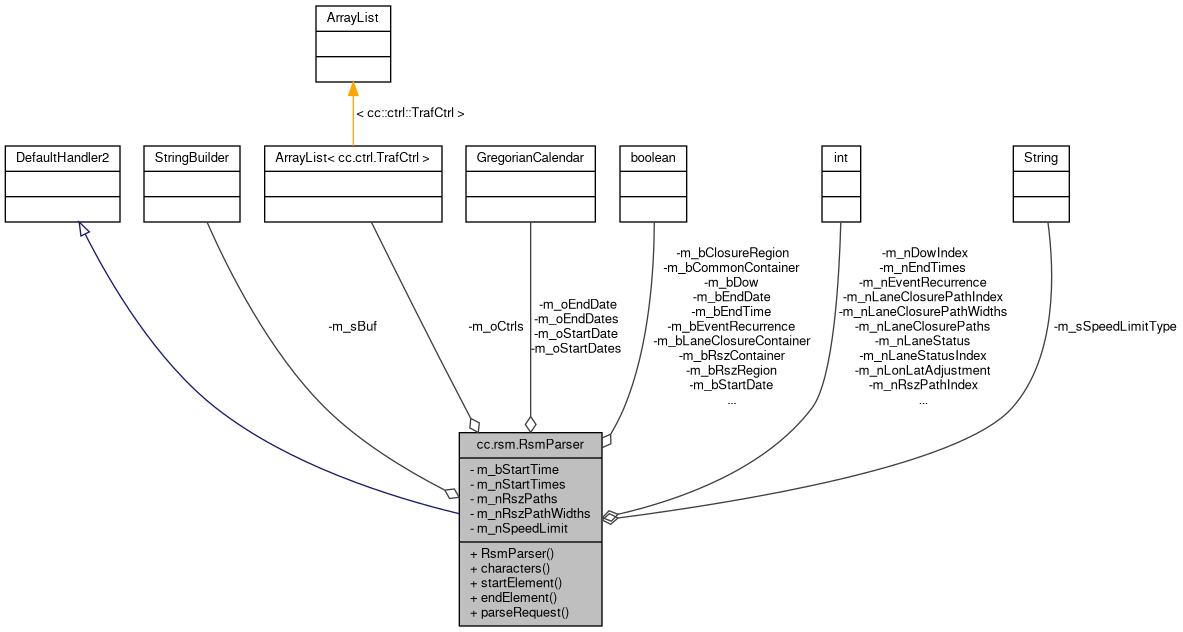 ArrayList
< cc::ctrl::TrafCtrl >
DefaultHandler2
StringBuilder
ArrayList< cc.ctrl.TrafCtrl >
GregorianCalendar
boolean
int
String
-m_sBuf
-m_oCtrls
-m_oEndDate
-m_oEndDates
-m_oStartDate
-m_oStartDates
-m_bClosureRegion
-m_bCommonContainer
-m_bDow
-m_bEndDate
-m_bEndTime
-m_bEventRecurrence
-m_bLaneClosureContainer
-m_bRszContainer
-m_bRszRegion
-m_bStartDate
...
-m_nDowIndex
-m_nEndTimes
-m_nEventRecurrence
-m_nLaneClosurePathIndex
-m_nLaneClosurePathWidths
-m_nLaneClosurePaths
-m_nLaneStatus
-m_nLaneStatusIndex
-m_nLonLatAdjustment
-m_nRszPathIndex
...
-m_sSpeedLimitType
cc.rsm.RsmParser
- m_bStartTime
- m_nStartTimes
- m_nRszPaths
- m_nRszPathWidths
- m_nSpeedLimit
+ RsmParser()
+ characters()
+ startElement()
+ endElement()
+ parseRequest()